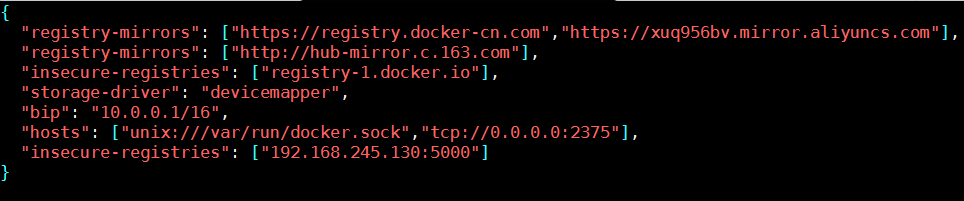 {
  "registry-mirrors": ["https://registry.docker-cn.com","https://xuq956bv.mirror.aliyuncs.com"],
  "registry-mirrors": ["http://hub-mirror.c.163.com"],
  "insecure-registries": ["registry-1.docker.io"],
  "storage-driver": "devicemapper",
  "bip": "10.0.0.1/16",
  "hosts": ["unix:///var/run/docker.sock","tcp://0.0.0.0:2375"],
  "insecure-registries": ["192.168.245.130:5000"]
}